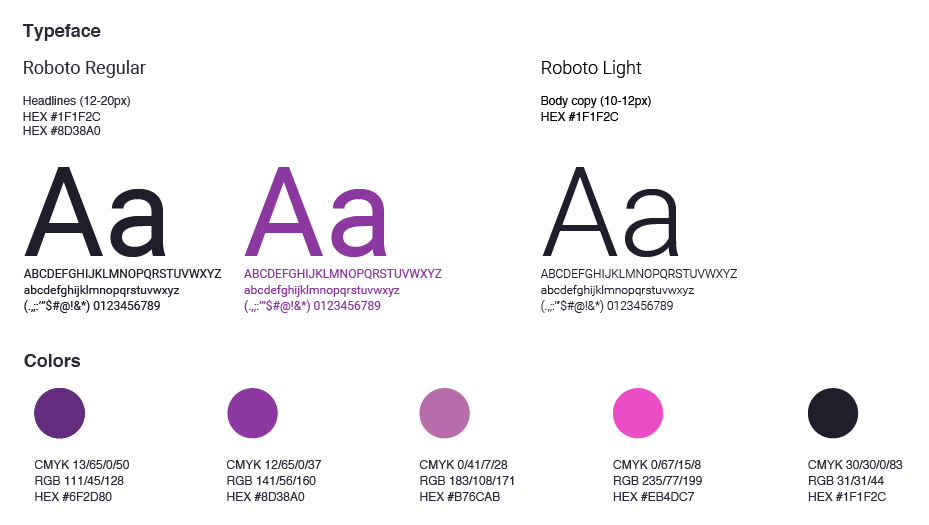 Typeface
Roboto Regular
Headlines (12-20px)
HEX #1F1F2C
HEX #8D38A0
Roboto Light
Body copy (10-12px)
HEX #1F1F2C
Aa
ABCDEFGHIJKLMNOPQRSTUVWXYZ
abcdefghijklmnopqrstuvwxyz
(.,;:’”$#@!&*) 0123456789
Aa
ABCDEFGHIJKLMNOPQRSTUVWXYZ
abcdefghijklmnopqrstuvwxyz
(.,;:’”$#@!&*) 0123456789
Aa
ABCDEFGHIJKLMNOPQRSTUVWXYZ
abcdefghijklmnopqrstuvwxyz
(.,;:’”$#@!&*) 0123456789
Colors
CMYK 13/65/0/50
RGB 111/45/128
HEX #6F2D80
CMYK 12/65/0/37
RGB 141/56/160
HEX #8D38A0
CMYK 0/41/7/28
RGB 183/108/171
HEX #B76CAB
CMYK 0/67/15/8
RGB 235/77/199
HEX #EB4DC7
CMYK 30/30/0/83
RGB 31/31/44
HEX #1F1F2C